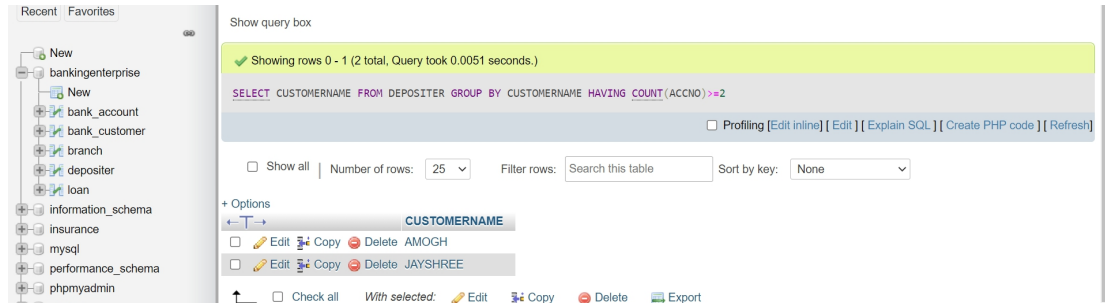 Recent Favorites
New
bankingenterprise
New
bank_account
bank_customer
branch
depositer
loan
information_schema
insurance
mysql
performance_schema
phpmyadmin
Show query box
Showing rows 0 - 1 (2 total, Query took 0.0051 seconds.)
SELECT CUSTOMERNAME FROM DEPOSITER GROUP BY CUSTOMERNAME HAVING COUNT(ACCNO)>=2
Profiling [Edit inline] [ Edit ] [ Explain SQL ] [ Create PHP code ] [ Refresh]
Show all | Number of rows: 25 Filter rows: Search this table Sort by key: None
+ Options
←T→ CUSTOMERNAME
Edit Copy Delete AMOGH
Edit Copy Delete JAYSHREE
Check all With selected: Edit Copy Delete Export